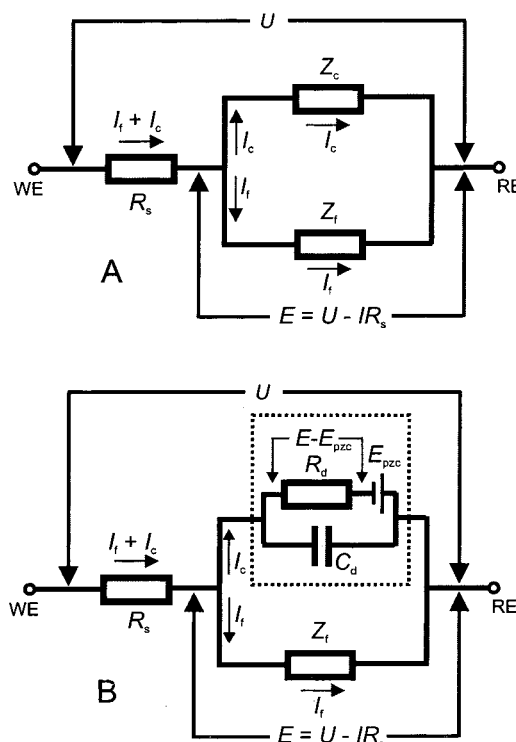 U
Z_c
I_f + I_c
I_c
I_c
WE
R_s
RE
I_f
Z_f
A
I_f
E = U - IR_s
U
E-E_pzc
E_pzc
R_d
I_f + I_c
I_c
C_d
WE
R_s
RE
I_f
Z_f
B
I_f
E = U - IR